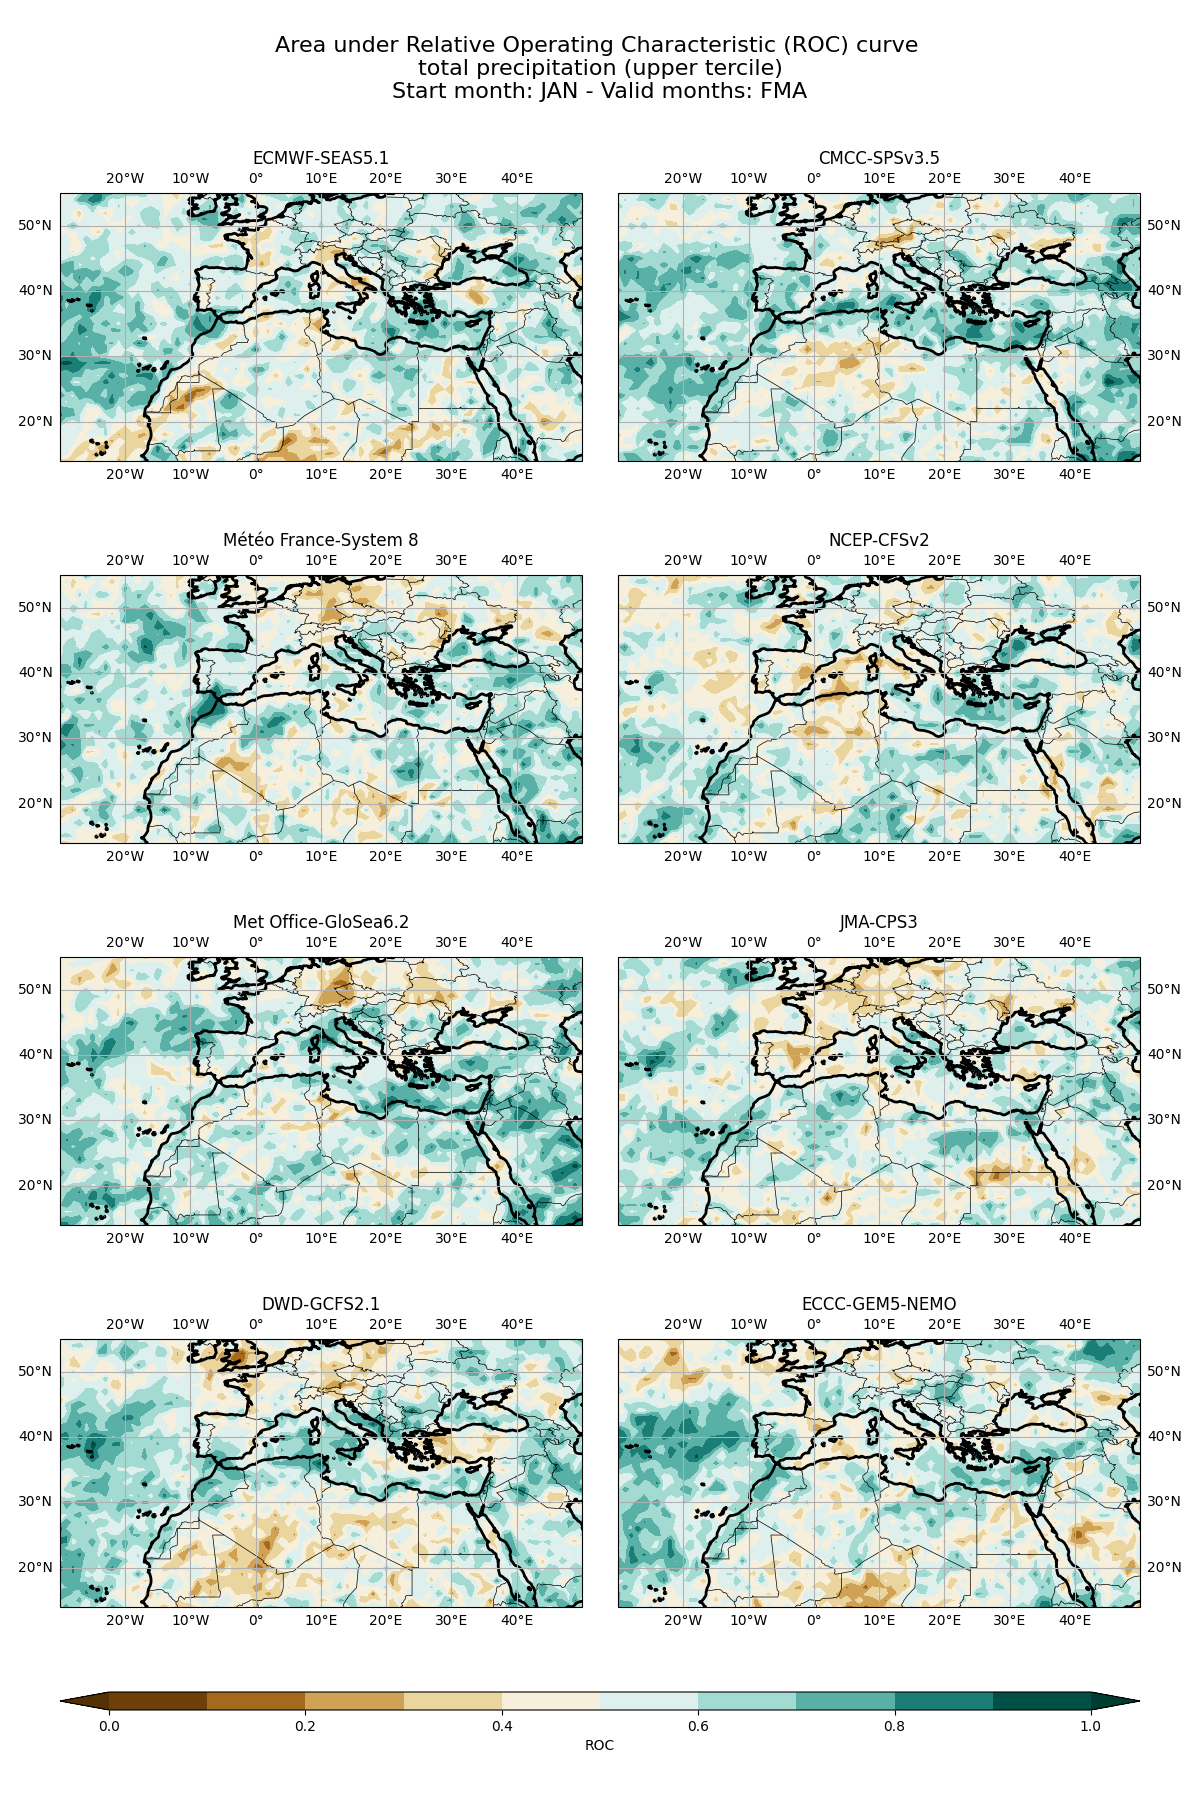 Area under Relative Operating Characteristic (ROC) curve
total precipitation (upper tercile)
Start month: JAN - Valid months: FMA
ECMWF-SEAS5.1
20°W 10°W 0° 10°E 20°E 30°E 40°E
50°N
40°N
30°N
20°N
20°W 10°W 0° 10°E 20°E 30°E 40°E
CMCC-SPSv3.5
20°W 10°W 0° 10°E 20°E 30°E 40°E
50°N
40°N
30°N
20°N
20°W 10°W 0° 10°E 20°E 30°E 40°E
Météo France-System 8
20°W 10°W 0° 10°E 20°E 30°E 40°E
50°N
40°N
30°N
20°N
20°W 10°W 0° 10°E 20°E 30°E 40°E
NCEP-CFSv2
20°W 10°W 0° 10°E 20°E 30°E 40°E
50°N
40°N
30°N
20°N
20°W 10°W 0° 10°E 20°E 30°E 40°E
Met Office-GloSea6.2
20°W 10°W 0° 10°E 20°E 30°E 40°E
50°N
40°N
30°N
20°N
20°W 10°W 0° 10°E 20°E 30°E 40°E
JMA-CPS3
20°W 10°W 0° 10°E 20°E 30°E 40°E
50°N
40°N
30°N
20°N
20°W 10°W 0° 10°E 20°E 30°E 40°E
DWD-GCFS2.1
20°W 10°W 0° 10°E 20°E 30°E 40°E
50°N
40°N
30°N
20°N
20°W 10°W 0° 10°E 20°E 30°E 40°E
ECCC-GEM5-NEMO
20°W 10°W 0° 10°E 20°E 30°E 40°E
50°N
40°N
30°N
20°N
20°W 10°W 0° 10°E 20°E 30°E 40°E
0.0 0.2 0.4 0.6 0.8 1.0
ROC